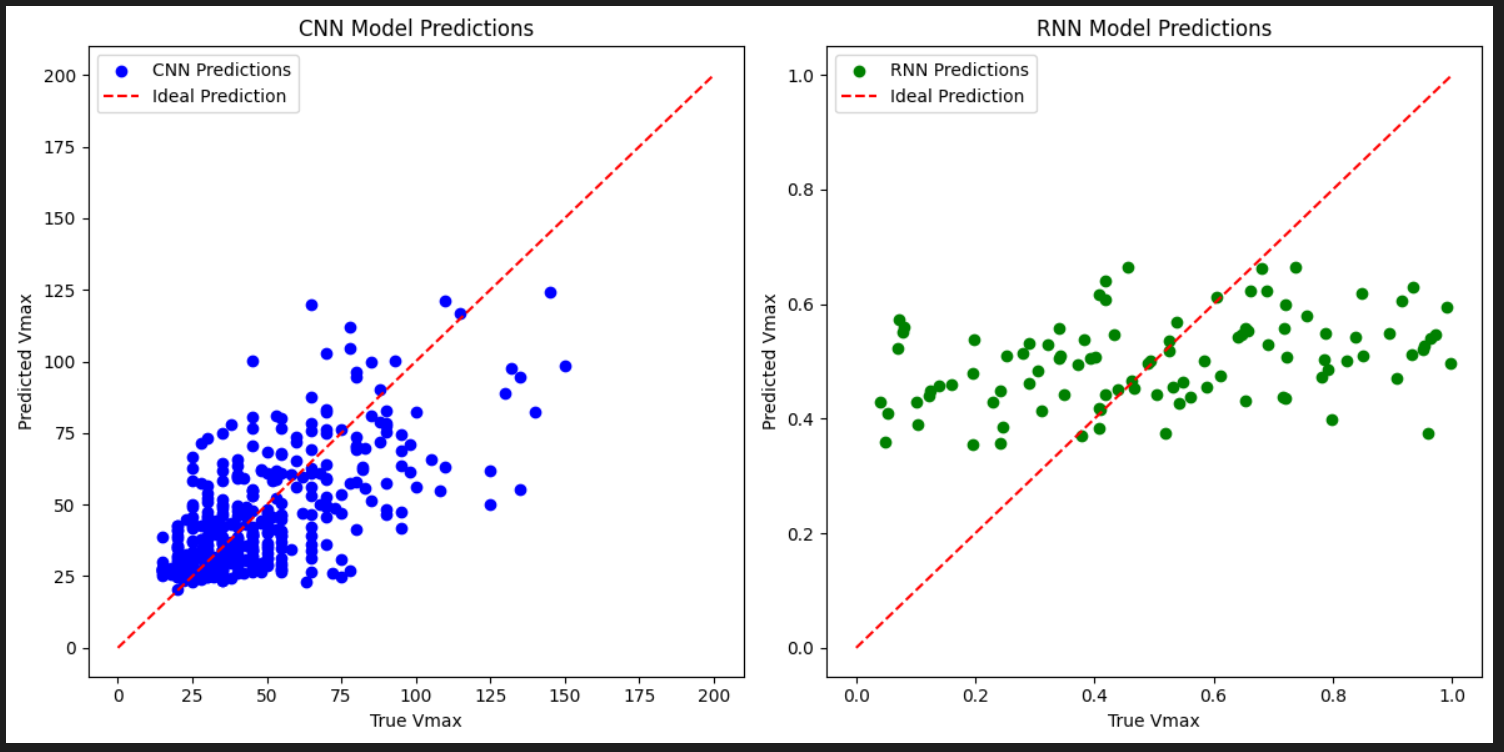 CNN Model Predictions
CNN Predictions
Ideal Prediction
200
175
150
125
100
75
50
25
0
Predicted Vmax
0 25 50 75 100 125 150 175 200
True Vmax
RNN Model Predictions
RNN Predictions
Ideal Prediction
1.0
0.8
0.6
0.4
0.2
0.0
Predicted Vmax
0.0 0.2 0.4 0.6 0.8 1.0
True Vmax